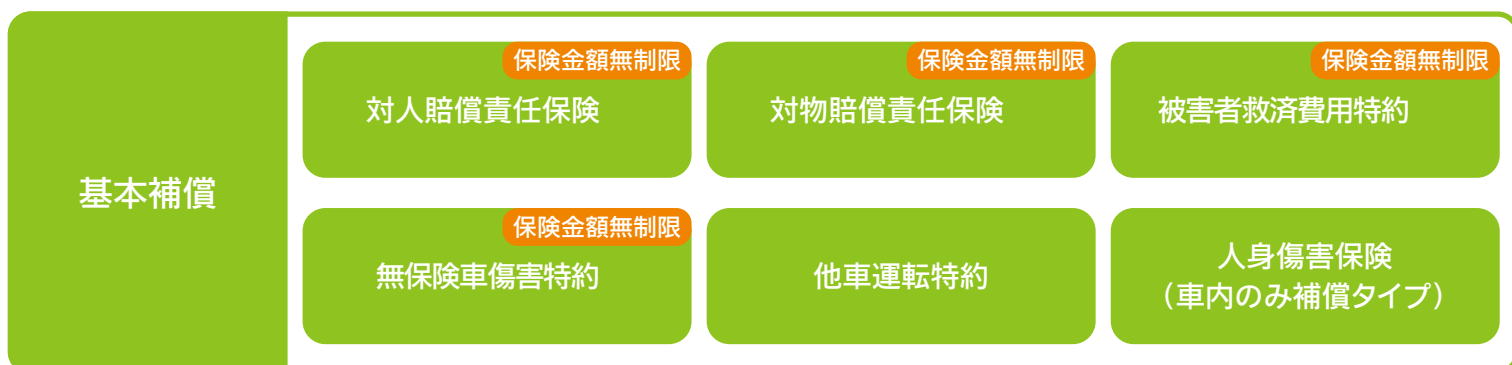 基本補償
保険金額無制限
対人賠償責任保険
保険金額無制限
対物賠償責任保険
保険金額無制限
被害者救済費用特約
保険金額無制限
無保険車傷害特約
他車運転特約
人身傷害保険
（車内のみ補償タイプ）